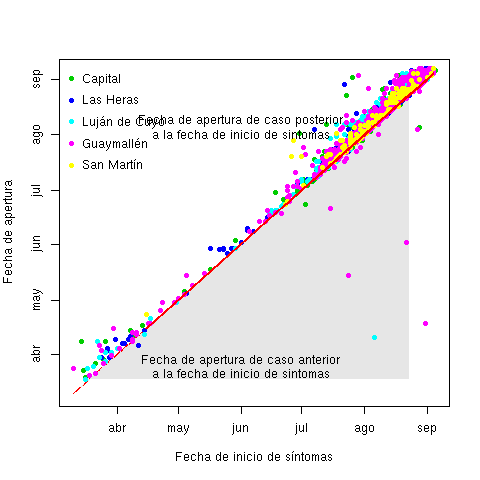 Capital
Las Heras
Luján de Cuyo
Guaymallén
San Martín
Fecha de apertura de caso posterior
a la fecha de inicio de sintomas
Fecha de apertura de caso anterior
a la fecha de inicio de sintomas
Fecha de apertura
sep
ago
jul
jun
may
abr
abr may jun jul ago sep
Fecha de inicio de síntomas